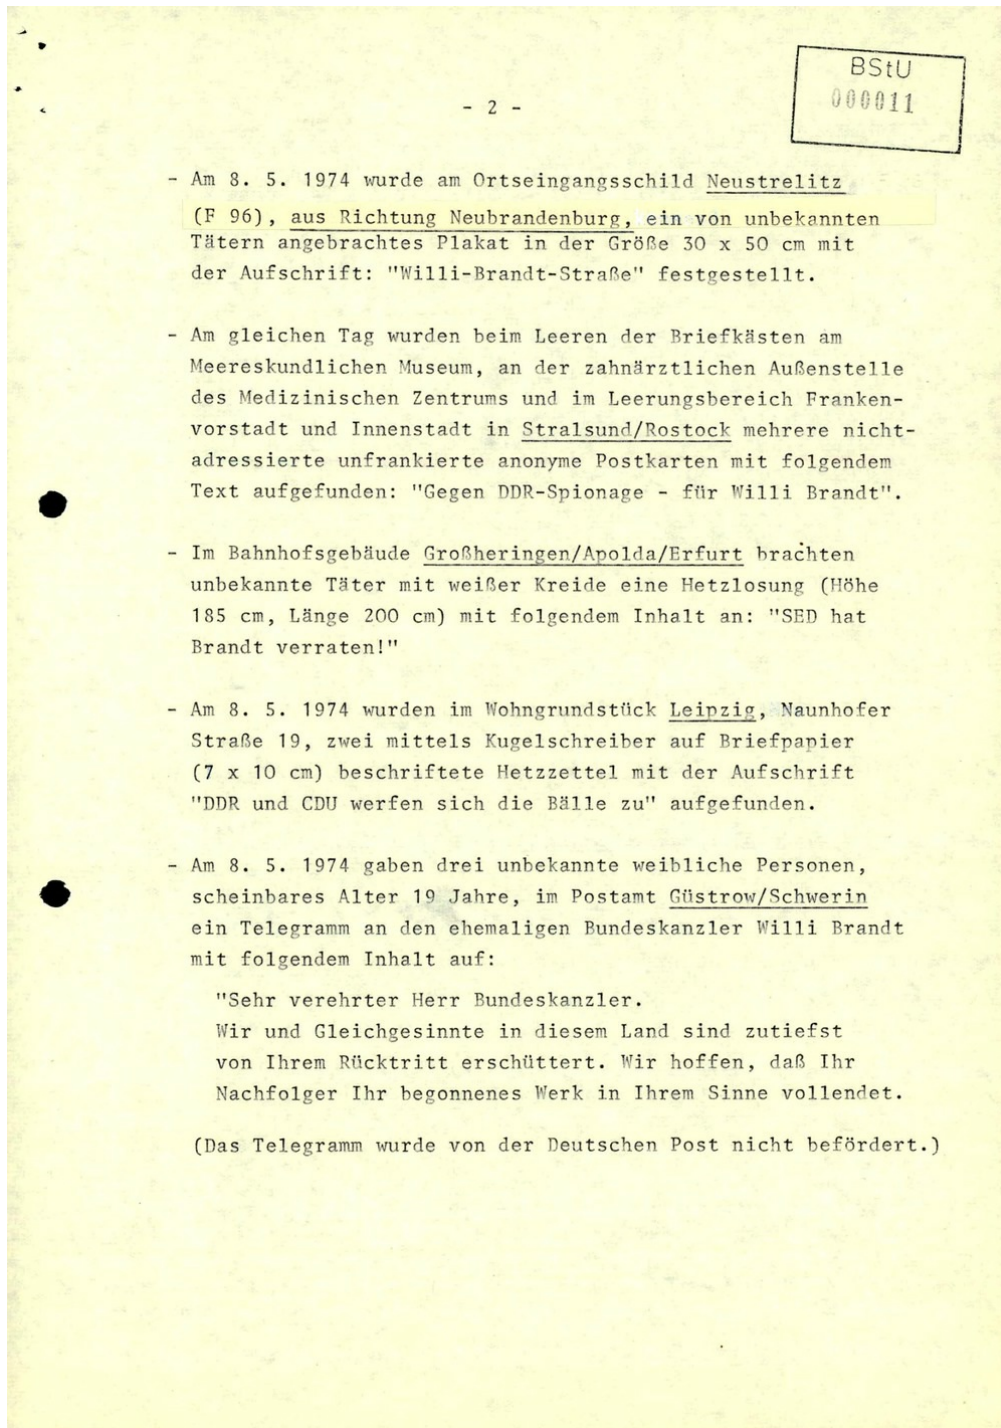 BStU
000011
- 2 -
- Am 8. 5. 1974 wurde am Ortseingangsschild Neustrelitz
(F 96), aus Richtung Neubrandenburg, ein von unbekannten
Tätern angebrachtes Plakat in der Größe 30 x 50 cm mit
der Aufschrift: "Willi-Brandt-Straße" festgestellt.
- Am gleichen Tag wurden beim Leeren der Briefkästen am
Meereskundlichen Museum, an der zahnärztlichen Außenstelle
des Medizinischen Zentrums und im Leerungsbereich Franken-
vorstadt und Innenstadt in Stralsund/Rostock mehrere nicht-
adressierte unfrankierte anonyme Postkarten mit folgendem
Text aufgefunden: "Gegen DDR-Spionage - für Willi Brandt".
- Im Bahnhofsgebäude Großheringen/Apolda/Erfurt brachten
unbekannte Täter mit weißer Kreide eine Hetzlosung (Höhe
185 cm, Länge 200 cm) mit folgendem Inhalt an: "SED hat
Brandt verraten!"
- Am 8. 5. 1974 wurden im Wohngrundstück Leipzig, Naunhofer
Straße 19, zwei mittels Kugelschreiber auf Briefpapier
(7 x 10 cm) beschriftete Hetzzettel mit der Aufschrift
"DDR und CDU werfen sich die Bälle zu" aufgefunden.
- Am 8. 5. 1974 gaben drei unbekannte weibliche Personen,
scheinbares Alter 19 Jahre, im Postamt Güstrow/Schwerin
ein Telegramm an den ehemaligen Bundeskanzler Willi Brandt
mit folgendem Inhalt auf:
"Sehr verehrter Herr Bundeskanzler.
Wir und Gleichgesinnte in diesem Land sind zutiefst
von Ihrem Rücktritt erschüttert. Wir hoffen, daß Ihr
Nachfolger Ihr begonnenes Werk in Ihrem Sinne vollendet.
(Das Telegramm wurde von der Deutschen Post nicht befördert.)